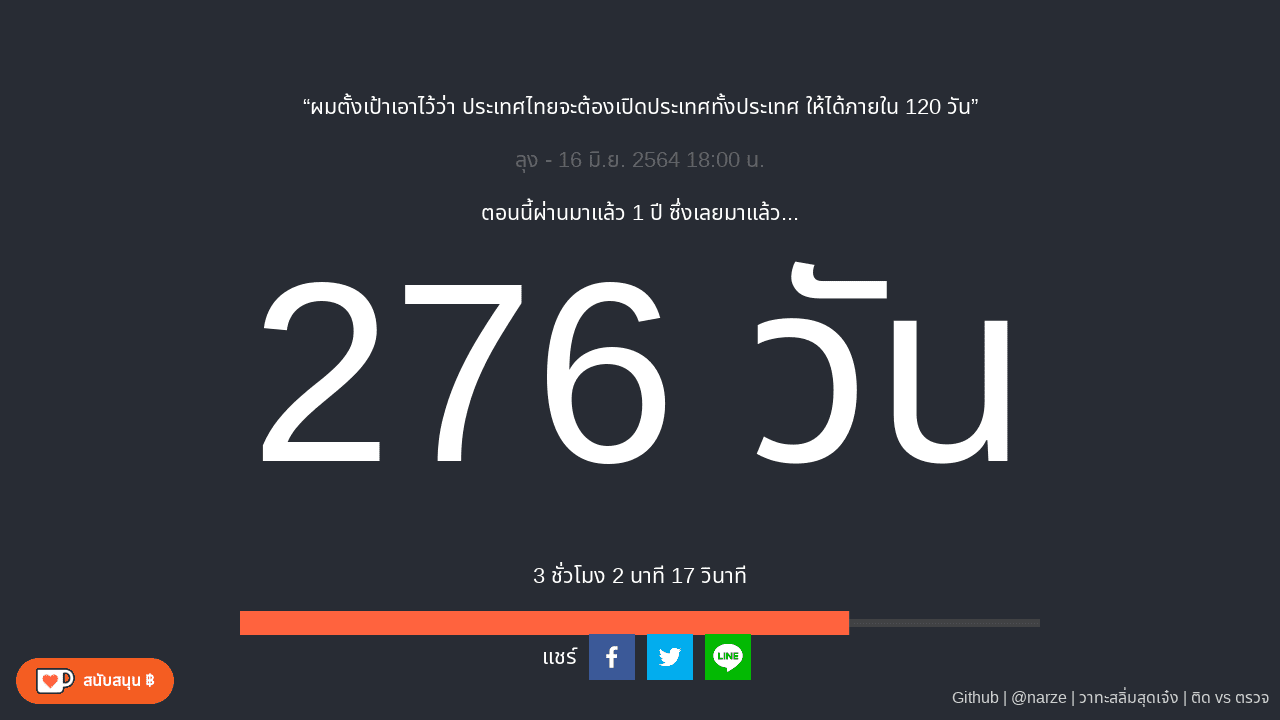 “ผมตั้งเป้าเอาไว้ว่า ประเทศไทยจะต้องเปิดประเทศทั้งประเทศ ให้ได้ภายใน 120 วัน”
ลุง - 16 มิ.ย. 2564 18:00 น.
ตอนนี้ผ่านมาแล้ว 1 ปี ซึ่งเลยมาแล้ว...
276 วัน
3 ชั่วโมง 2 นาที 17 วินาที
แชร์
LINE
สนับสนุน ฿
Github | @narze | วาทะสลิ่มสุดเจ๋ง | ติด vs ตรวจ